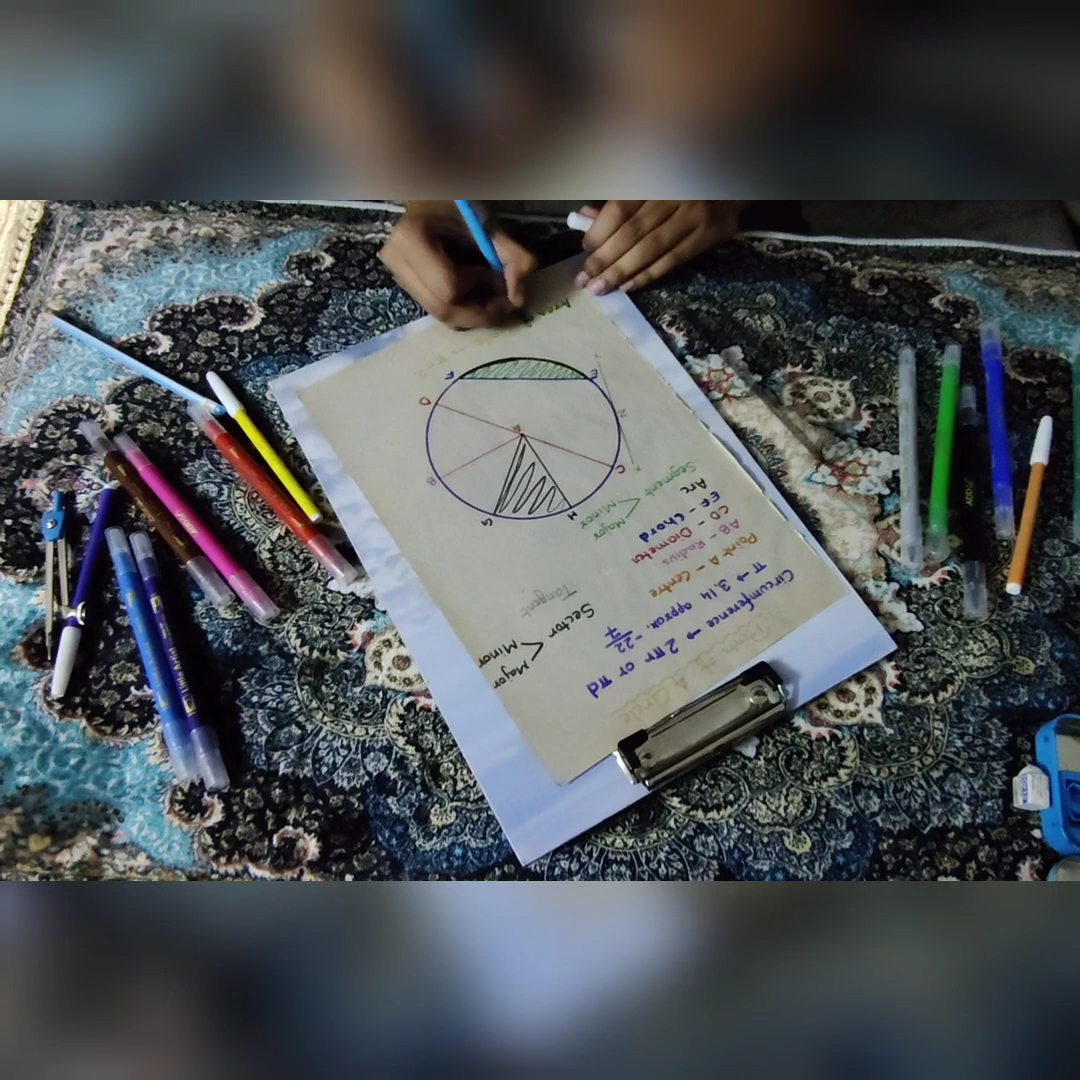 Parts Of A Circle
Circumference → 2πr or πd
π → 3.14 approx. - 22/7
Point A - Centre
AB - Radius
CD - Diameter
EF - Chord
Arc
Segment < Major
Minor
Sector < Major
Minor
Tangent
A
B
C
D
E
F
G
H
N
Area